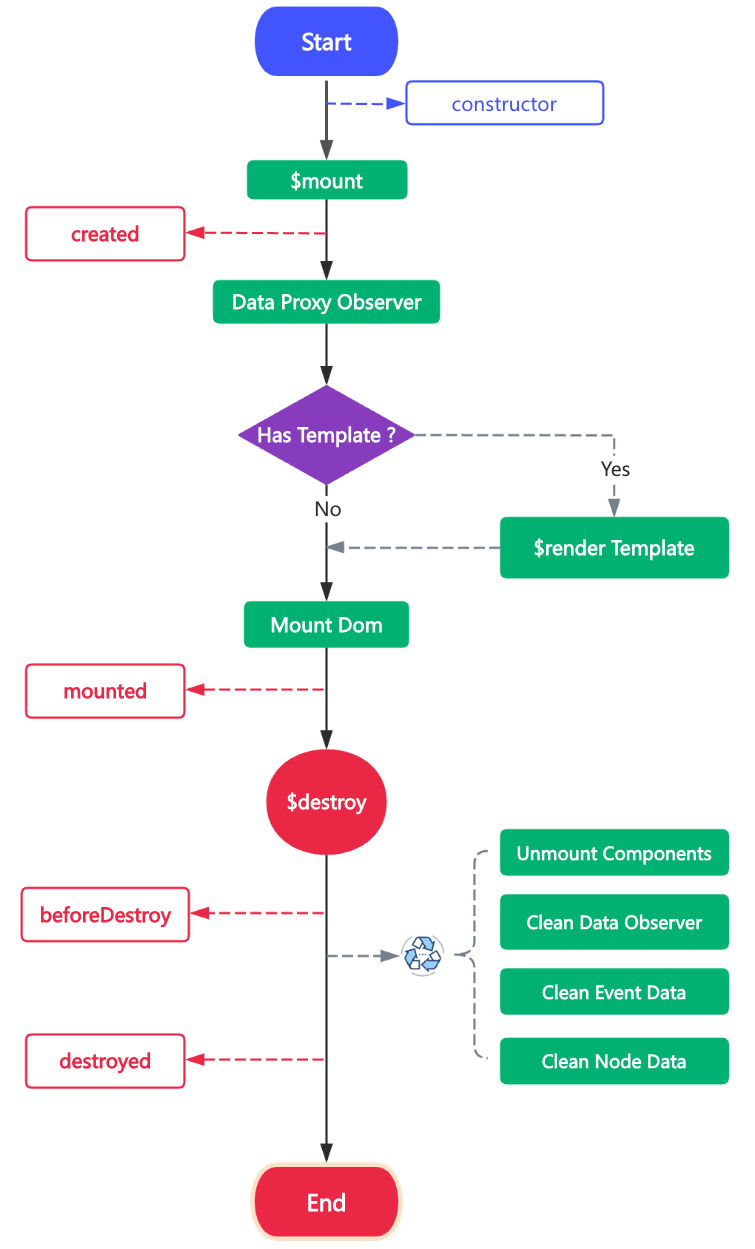 Start
constructor
$mount
created
Data Proxy Observer
Has Template ?
Yes
No
$render Template
Mount Dom
mounted
$destroy
Unmount Components
beforeDestroy
Clean Data Observer
Clean Event Data
destroyed
Clean Node Data
End